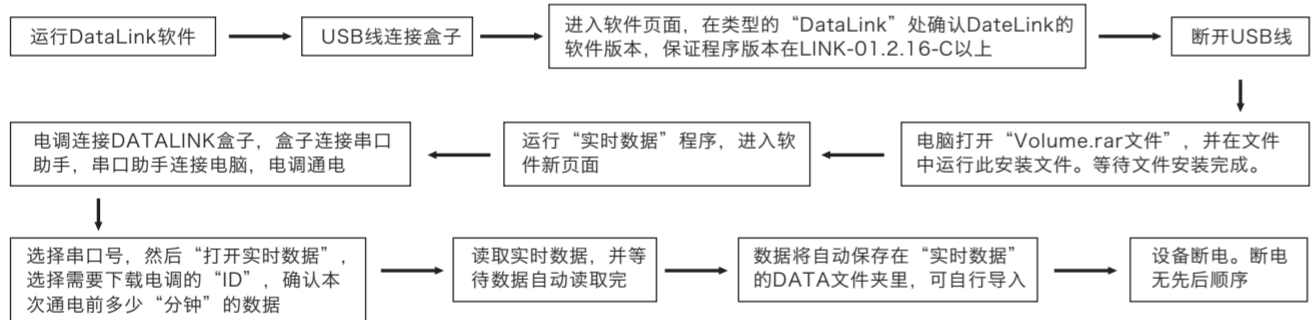 运行DataLink软件
USB线连接盒子
进入软件页面，在类型的“DataLink”处确认DateLink的
软件版本，保证程序版本在LINK-01.2.16-C以上
断开USB线
电脑打开“Volume.rar文件”，并在文件
中运行此安装文件。等待文件安装完成。
运行“实时数据”程序，进入软
件新页面
电调连接DATALINK盒子，盒子连接串口
助手，串口助手连接电脑，电调通电
选择串口号，然后“打开实时数据”，
选择需要下载电调的“ID”，确认本
次通电前多少“分钟”的数据
读取实时数据，并等
待数据自动读取完
数据将自动保存在“实时数据”
的DATA文件夹里，可自行导入
设备断电。断电
无先后顺序